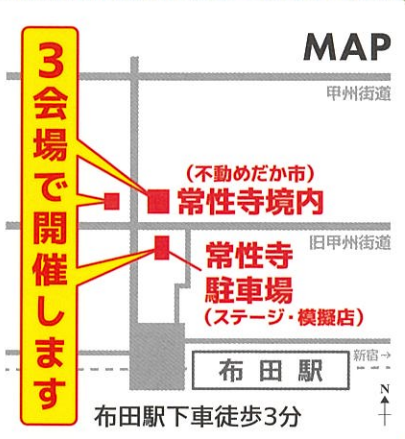 MAP
3会場で開催します
甲州街道
(不動めだか市)
常性寺境内
旧甲州街道
常性寺
駐車場
(ステージ・模擬店)
新宿→
布田駅
N
布田駅下車徒歩3分